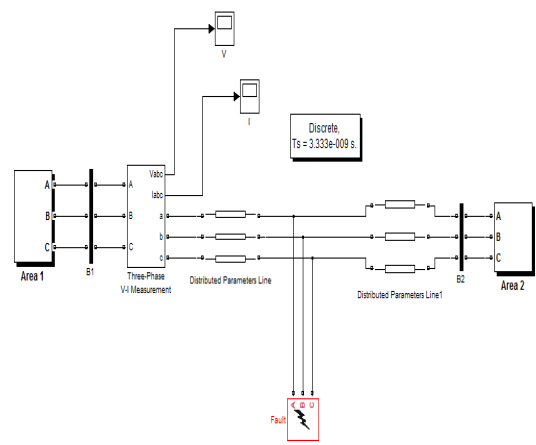 V
I
Discrete,
Ts = 3.333e-009 s.
Vabc
Iabc
A
B
C
A
B
C
a
b
c
A
B
C
Area 1
B1
Three-Phase
V-I Measurement
Distributed Parameters Line
Distributed Parameters Line1
B2
Area 2
A
B
C
Fault